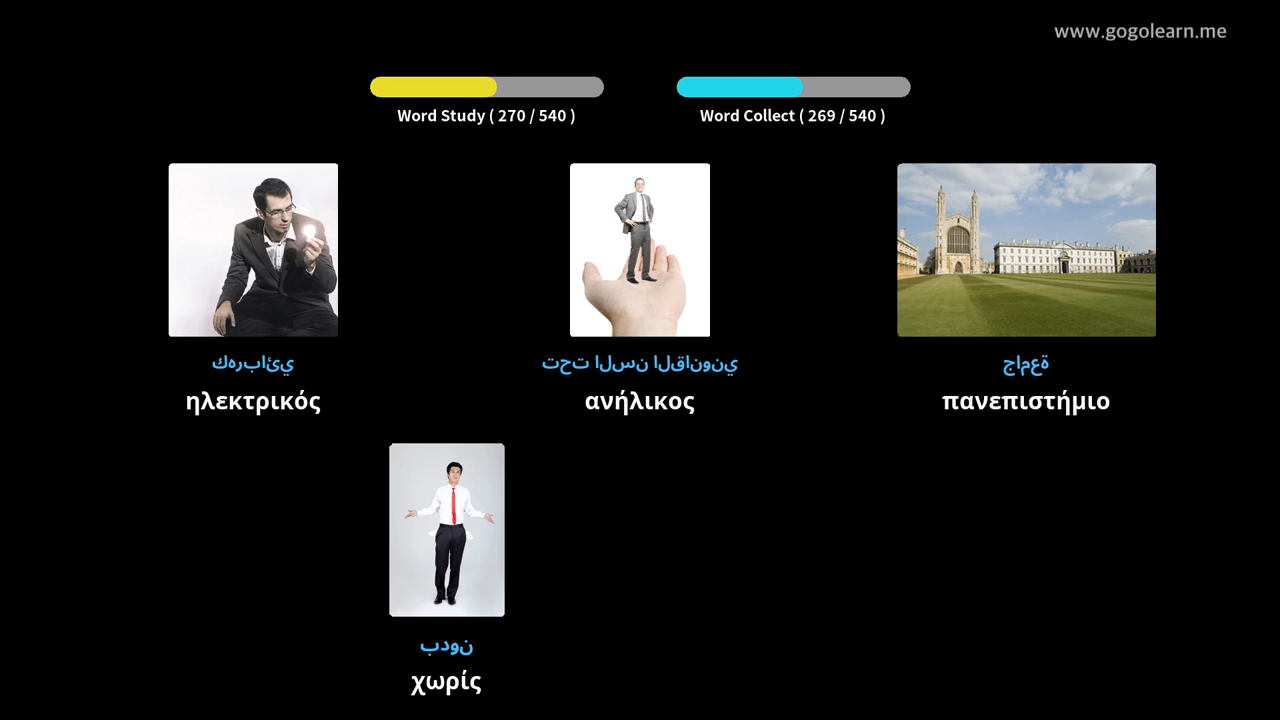 www.gogolearn.me
Word Study ( 270 / 540 )
Word Collect ( 269 / 540 )
كهربائي
ηλεκτρικός
تحت السن القانوني
ανήλικος
جامعة
πανεπιστήμιο
بدون
χωρίς